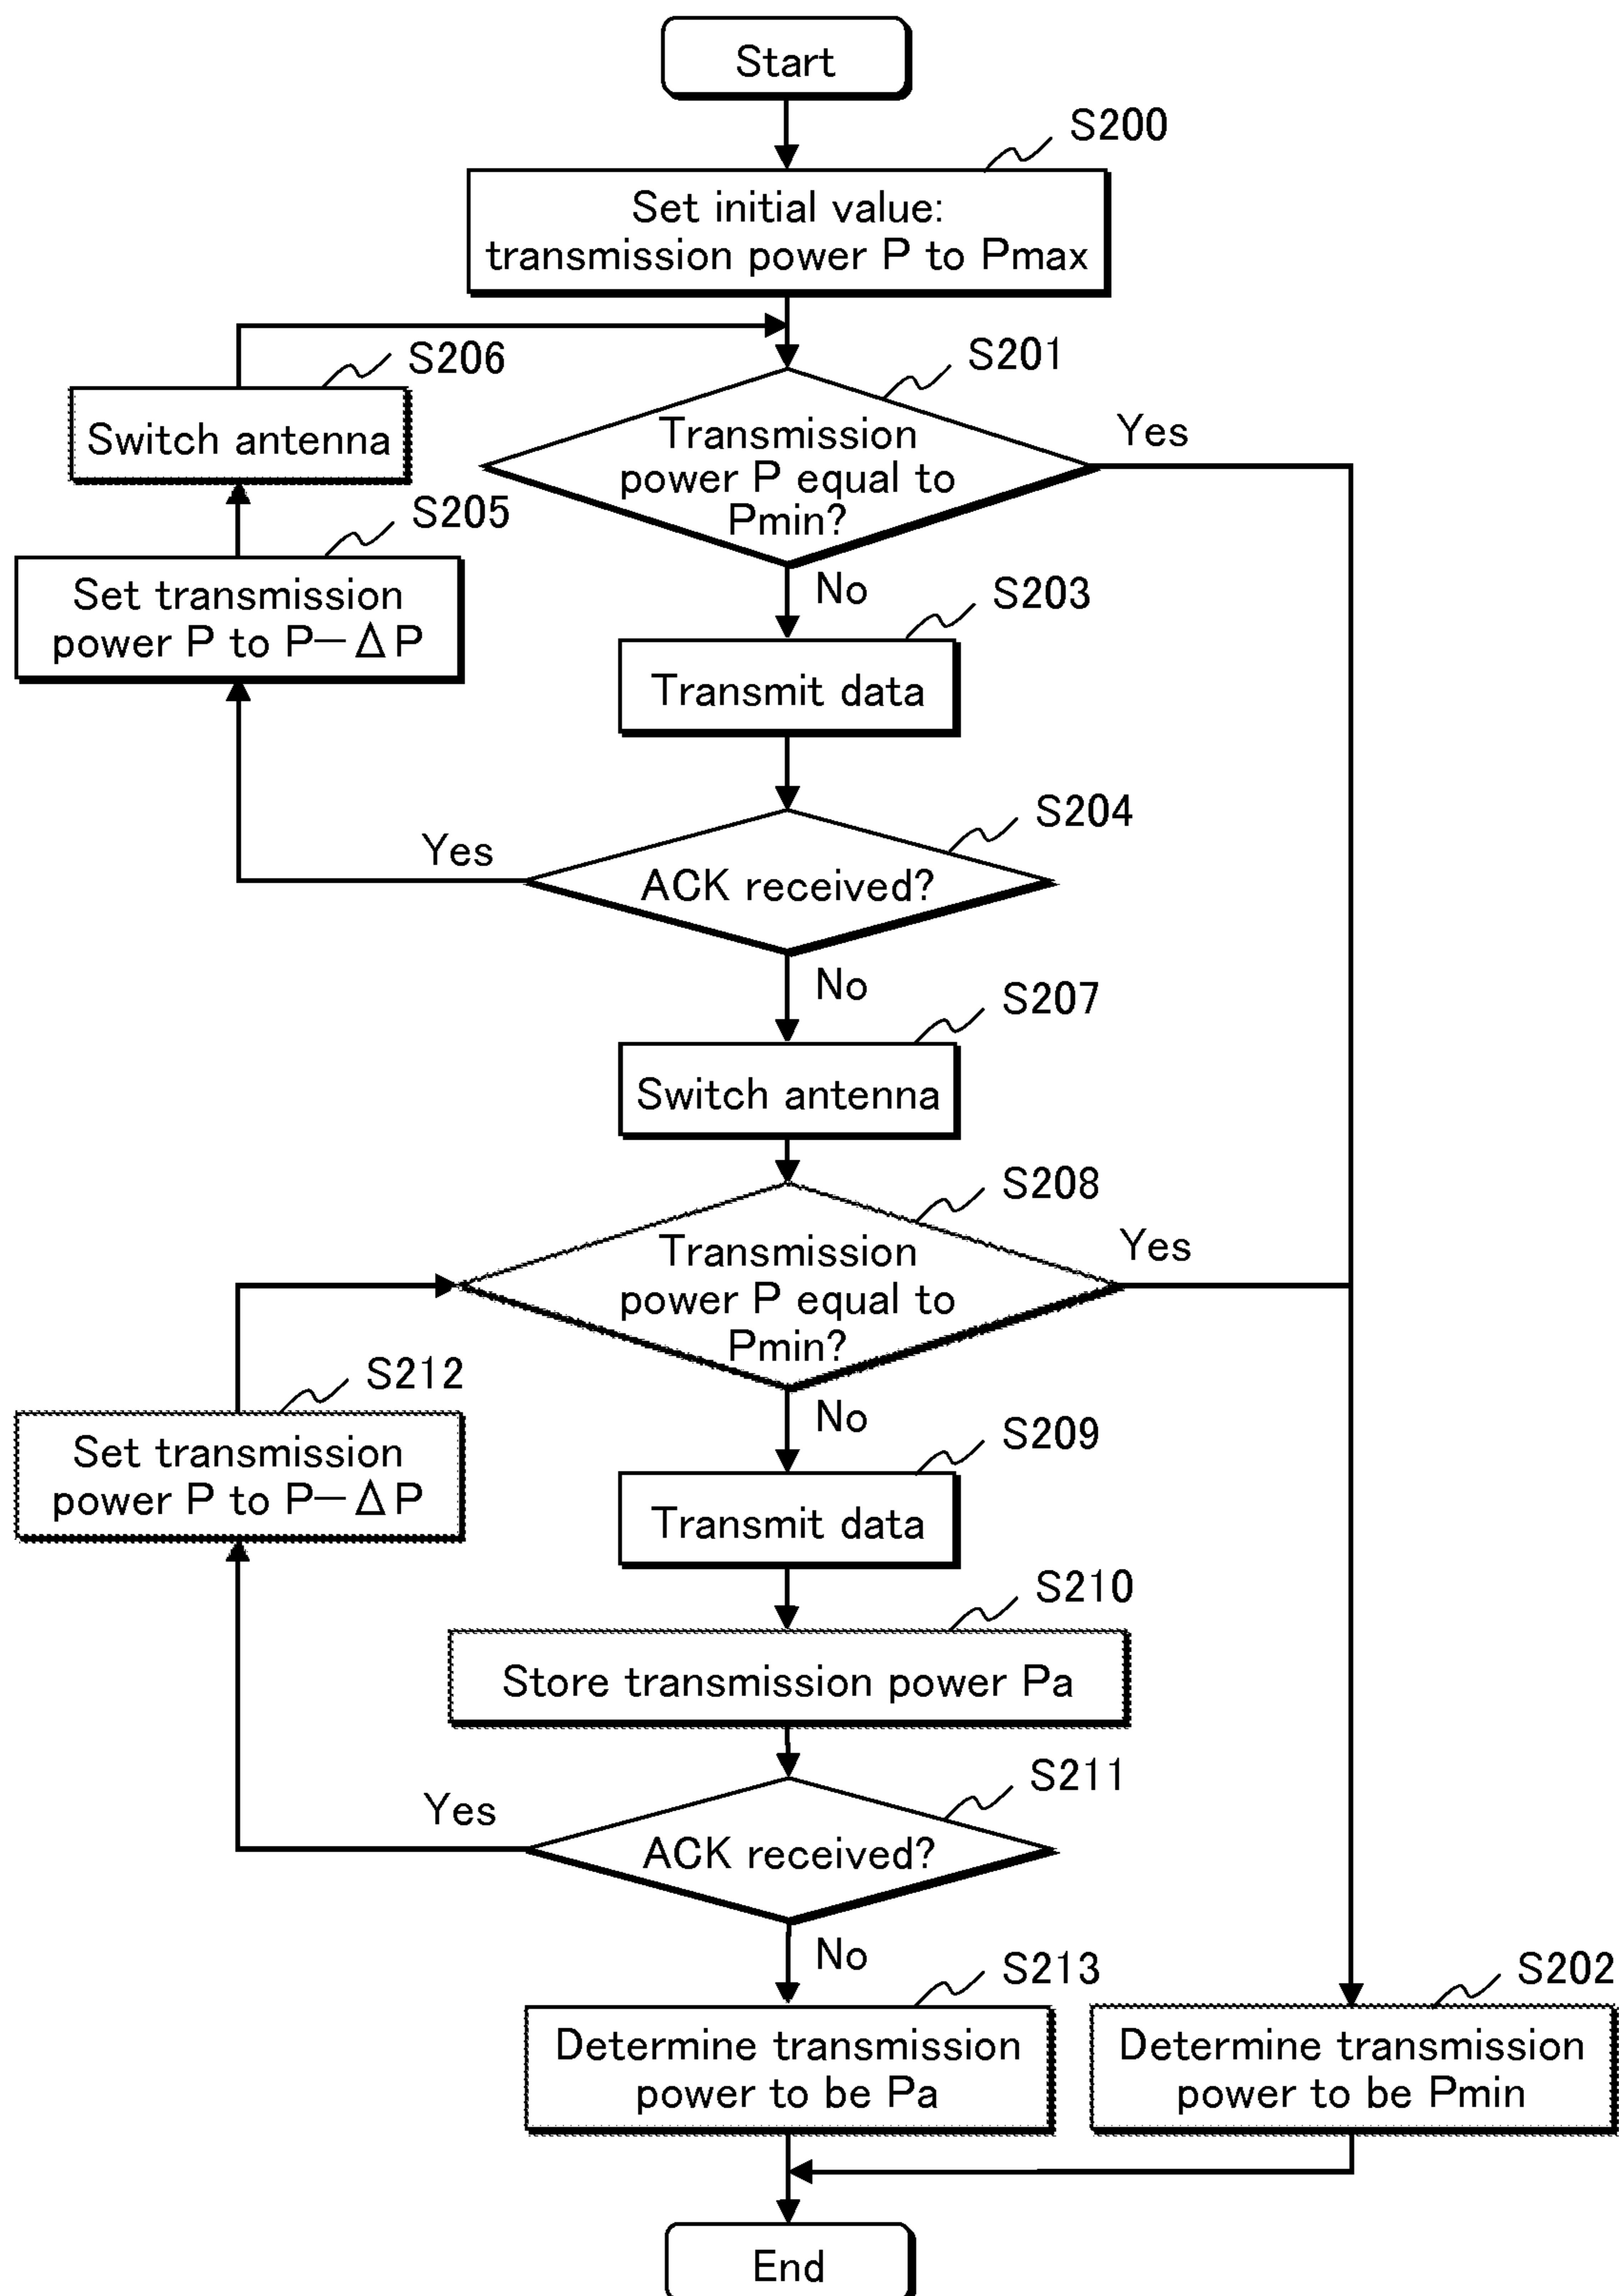 Start
S200
Set initial value:
transmission power P to Pmax
S206
Switch antenna
S201
Transmission
power P equal to
Pmin?
Yes
No
S205
Set transmission
power P to P−ΔP
S203
Transmit data
S204
ACK received?
Yes
No
S207
Switch antenna
S208
Transmission
power P equal to
Pmin?
Yes
No
S212
Set transmission
power P to P−ΔP
S209
Transmit data
S210
Store transmission power Pa
S211
ACK received?
Yes
No
S213
Determine transmission
power to be Pa
S202
Determine transmission
power to be Pmin
End